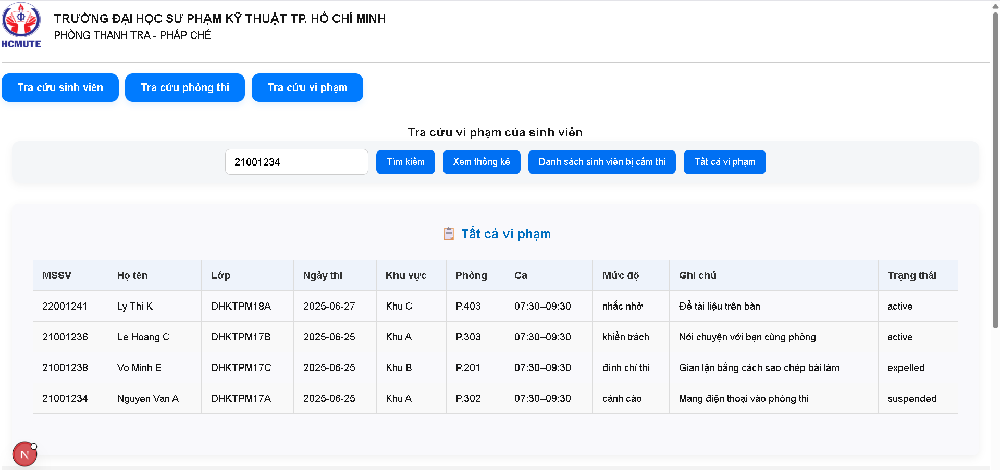 HCMUTE
TRƯỜNG ĐẠI HỌC SƯ PHẠM KỸ THUẬT TP. HỒ CHÍ MINH
PHÒNG THANH TRA - PHÁP CHẾ
Tra cứu sinh viên Tra cứu phòng thi Tra cứu vi phạm
Tra cứu vi phạm của sinh viên
21001234 Tìm kiếm Xem thống kê Danh sách sinh viên bị cấm thi Tất cả vi phạm
Tất cả vi phạm
MSSV Họ tên Lớp Ngày thi Khu vực Phòng Ca Mức độ Ghi chú Trạng thái
22001241 Ly Thi K DHKTPM18A 2025-06-27 Khu C P.403 07:30–09:30 nhắc nhở Để tài liệu trên bàn active
21001236 Le Hoang C DHKTPM17B 2025-06-25 Khu A P.303 07:30–09:30 khiển trách Nói chuyện với bạn cùng phòng active
21001238 Vo Minh E DHKTPM17C 2025-06-25 Khu B P.201 07:30–09:30 đình chỉ thi Gian lận bằng cách sao chép bài làm expelled
21001234 Nguyen Van A DHKTPM17A 2025-06-25 Khu A P.302 07:30–09:30 cảnh cáo Mang điện thoại vào phòng thi suspended
N